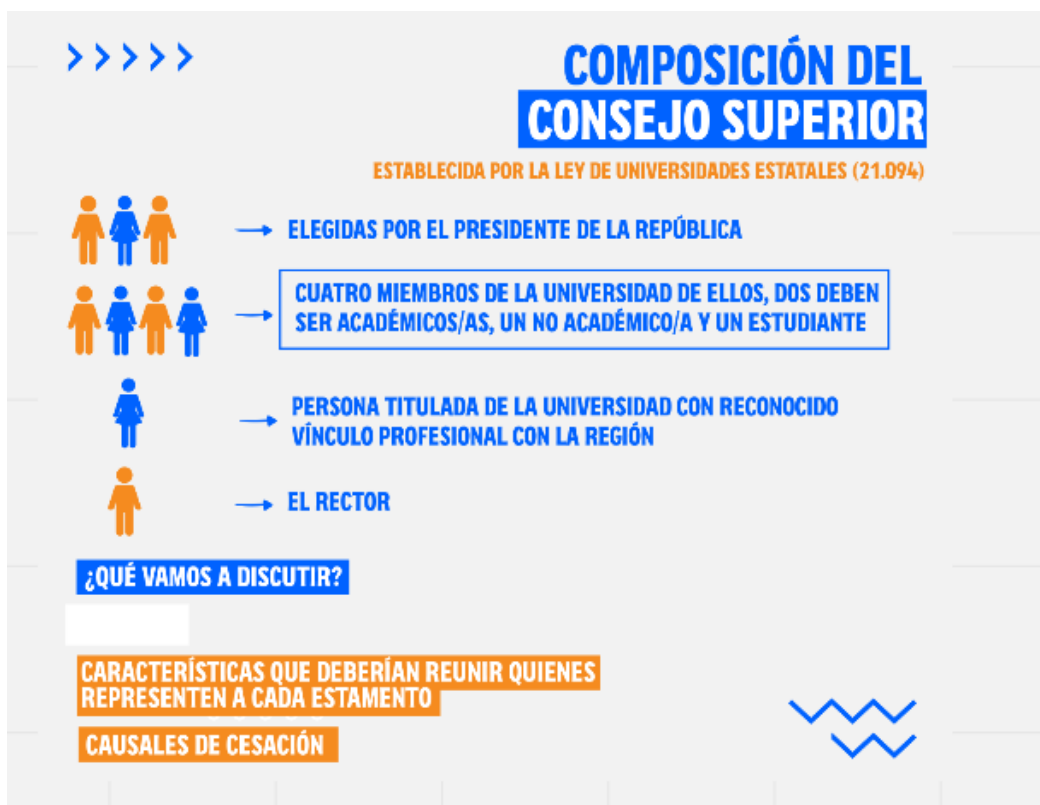 COMPOSICIÓN DEL
CONSEJO SUPERIOR
ESTABLECIDA POR LA LEY DE UNIVERSIDADES ESTATALES (21.094)
ELEGIDAS POR EL PRESIDENTE DE LA REPÚBLICA
CUATRO MIEMBROS DE LA UNIVERSIDAD DE ELLOS, DOS DEBEN
SER ACADÉMICOS/AS, UN NO ACADÉMICO/A Y UN ESTUDIANTE
PERSONA TITULADA DE LA UNIVERSIDAD CON RECONOCIDO
VÍNCULO PROFESIONAL CON LA REGIÓN
EL RECTOR
¿QUÉ VAMOS A DISCUTIR?
CARACTERÍSTICAS QUE DEBERÍAN REUNIR QUIENES
REPRESENTEN A CADA ESTAMENTO
CAUSALES DE CESACIÓN